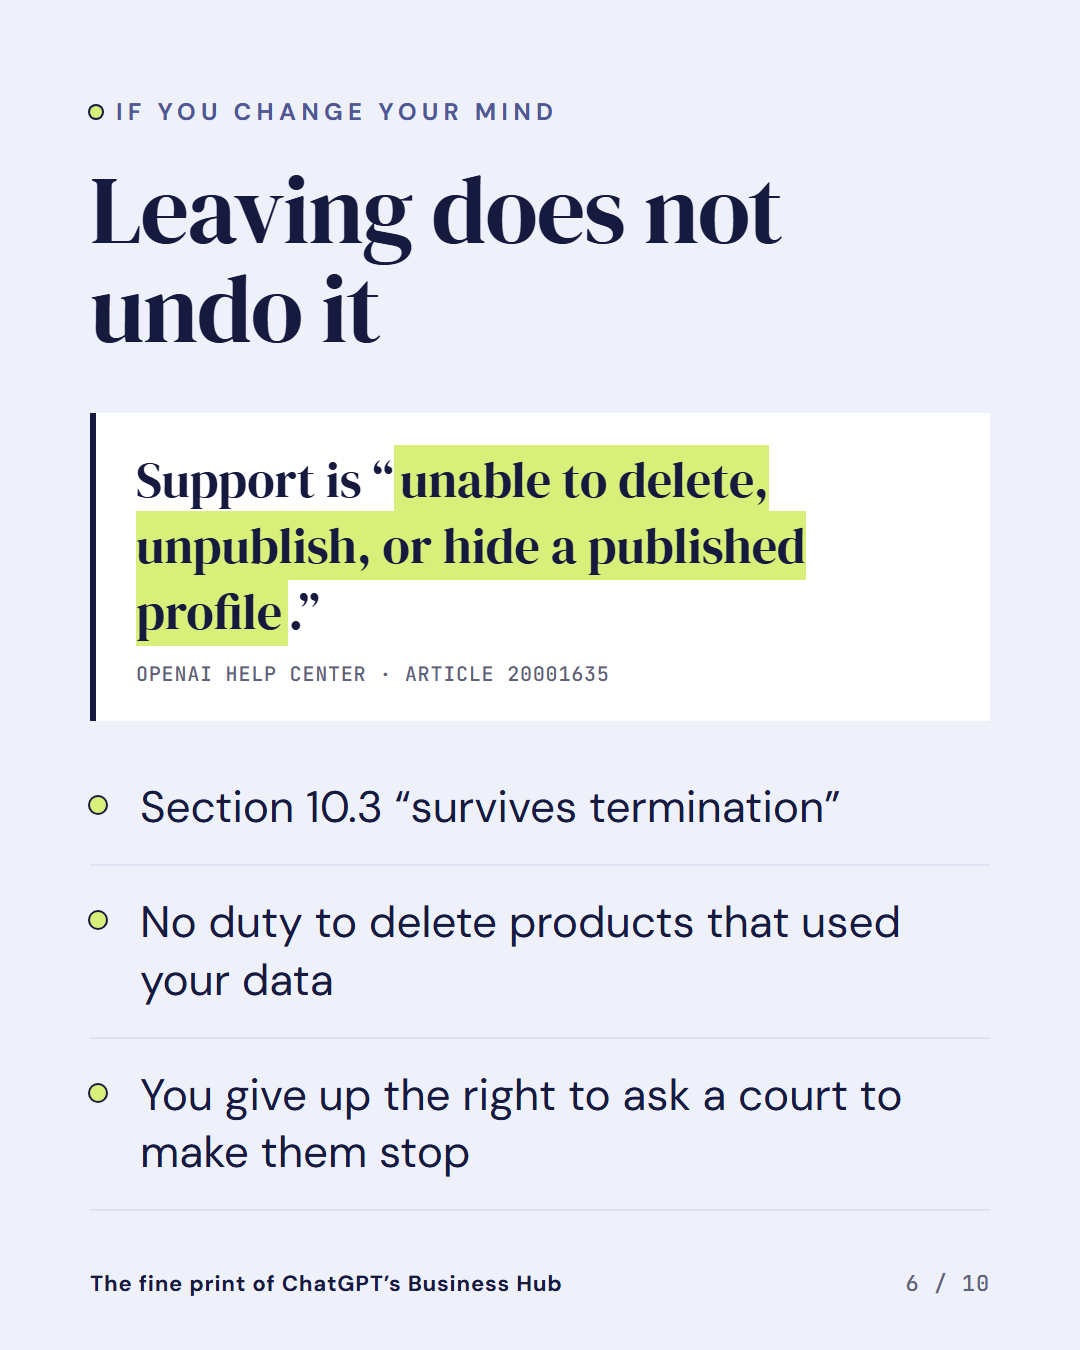 IF YOU CHANGE YOUR MIND
Leaving does not
undo it
Support is “unable to delete,
unpublish, or hide a published
profile.”
OPENAI HELP CENTER · ARTICLE 20001635
Section 10.3 “survives termination”
No duty to delete products that used
your data
You give up the right to ask a court to
make them stop
The fine print of ChatGPT’s Business Hub
6 / 10